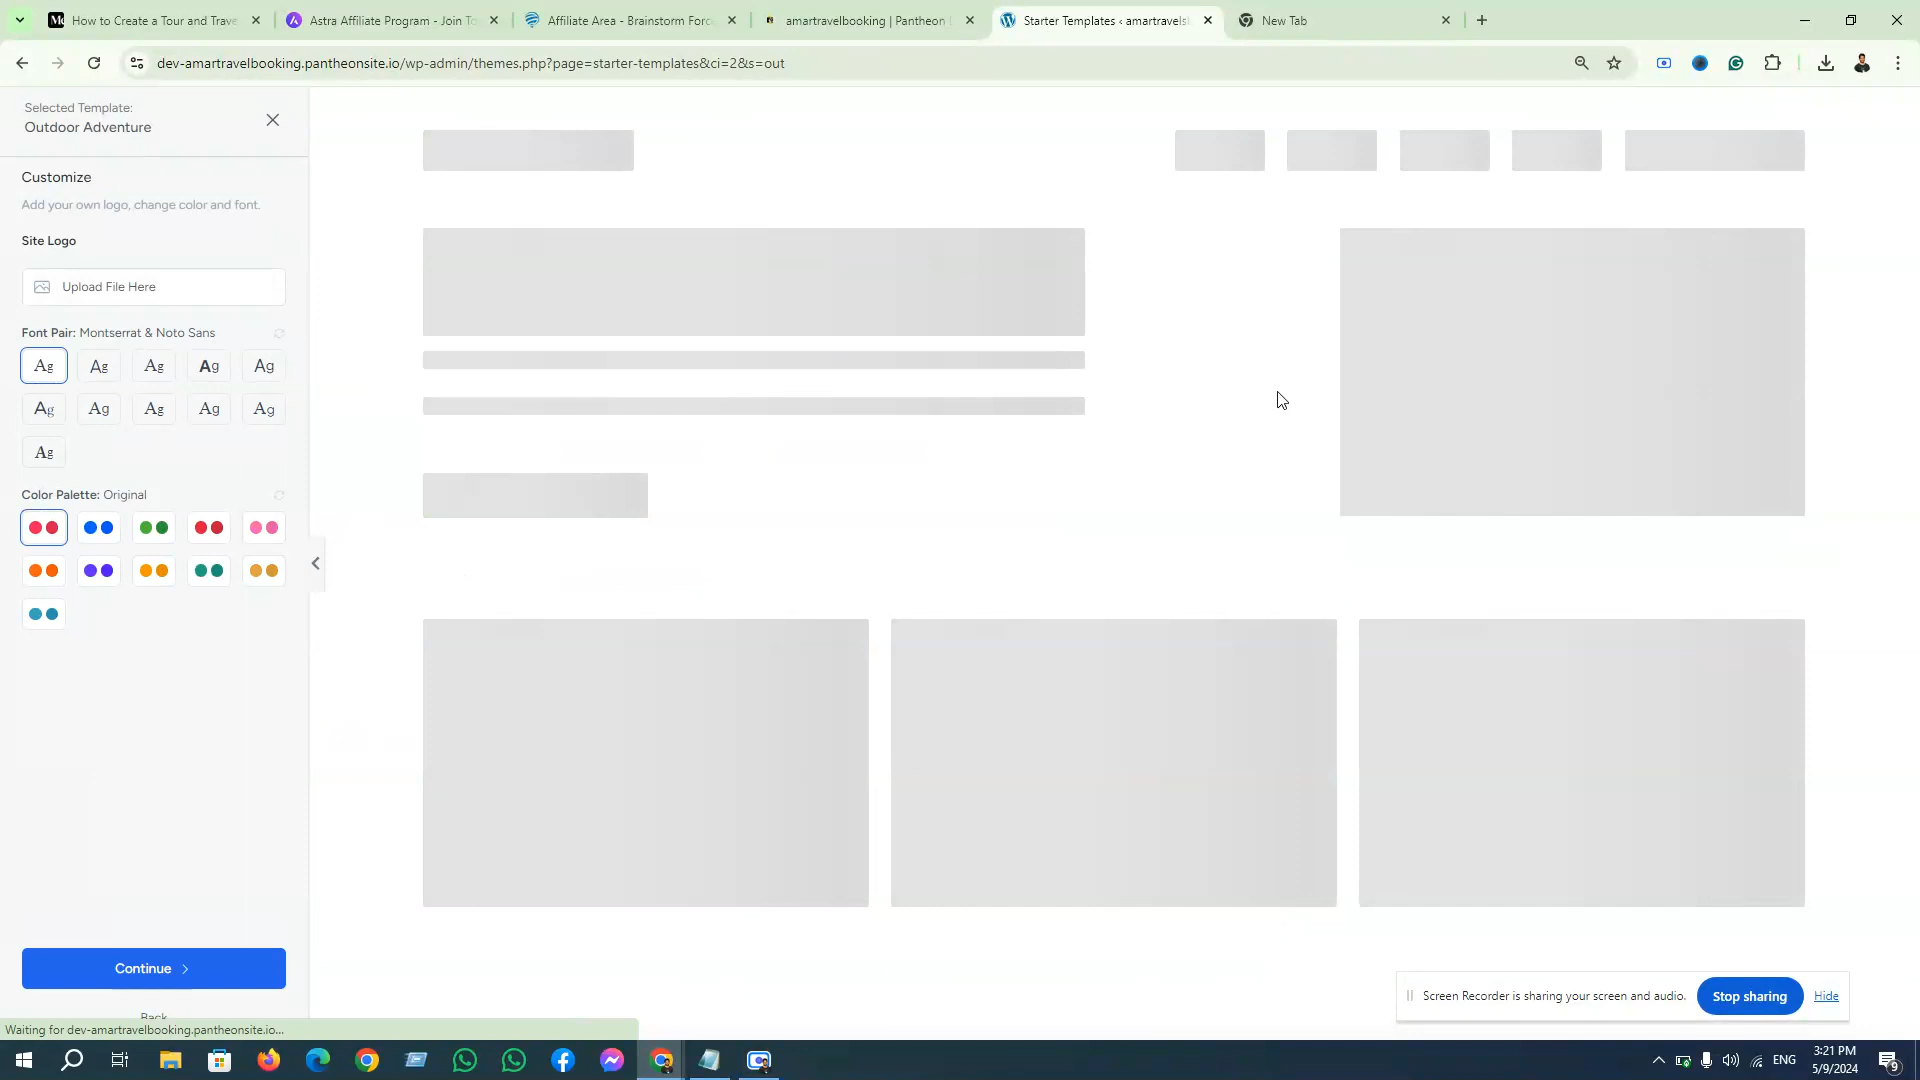 How to Create a Tour and Trave
Astra Affiliate Program - Join To
Affiliate Area - Brainstorm Forc
amartravelbooking | Pantheon
Starter Templates ‹ amartravelsi
New Tab
dev-amartravelbooking.pantheonsite.io/wp-admin/themes.php?page=starter-templates&ci=2&s=out
Selected Template:
Outdoor Adventure
Customize
Add your own logo, change color and font.
Site Logo
Upload File Here
Font Pair: Montserrat & Noto Sans
Ag Ag Ag Ag Ag
Ag Ag Ag Ag Ag
Ag
Color Palette: Original
Continue
Back
Screen Recorder is sharing your screen and audio.
Stop sharing
Hide
Waiting for dev-amartravelbooking.pantheonsite.io...
ENG
3:21 PM
5/9/2024
9